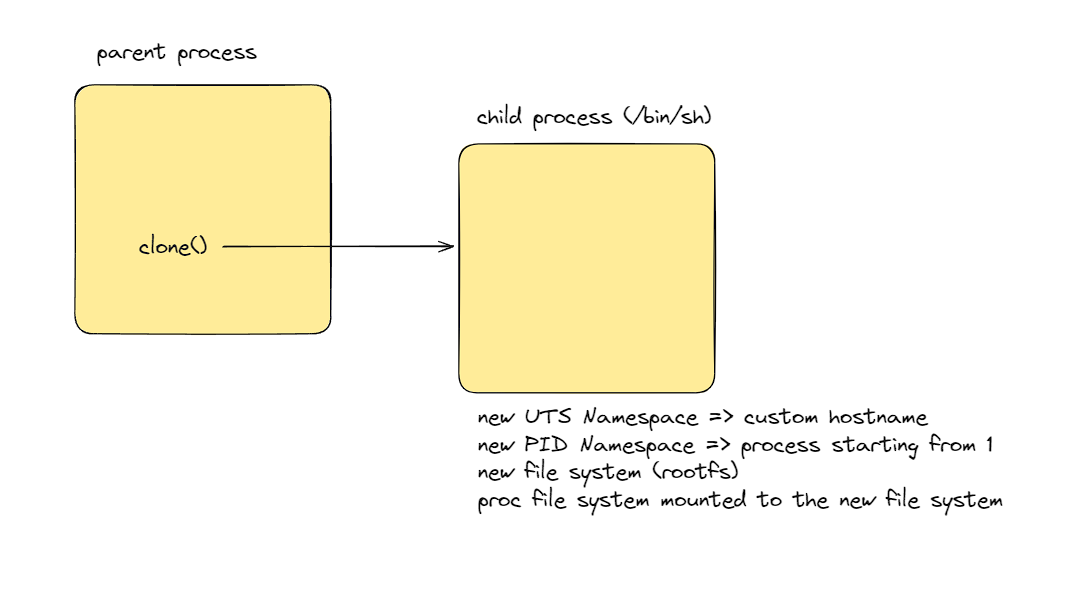 parent process
child process (/bin/sh)
clone()
new UTS Namespace => custom hostname
new PID Namespace => process starting from 1
new file system (rootfs)
proc file system mounted to the new file system